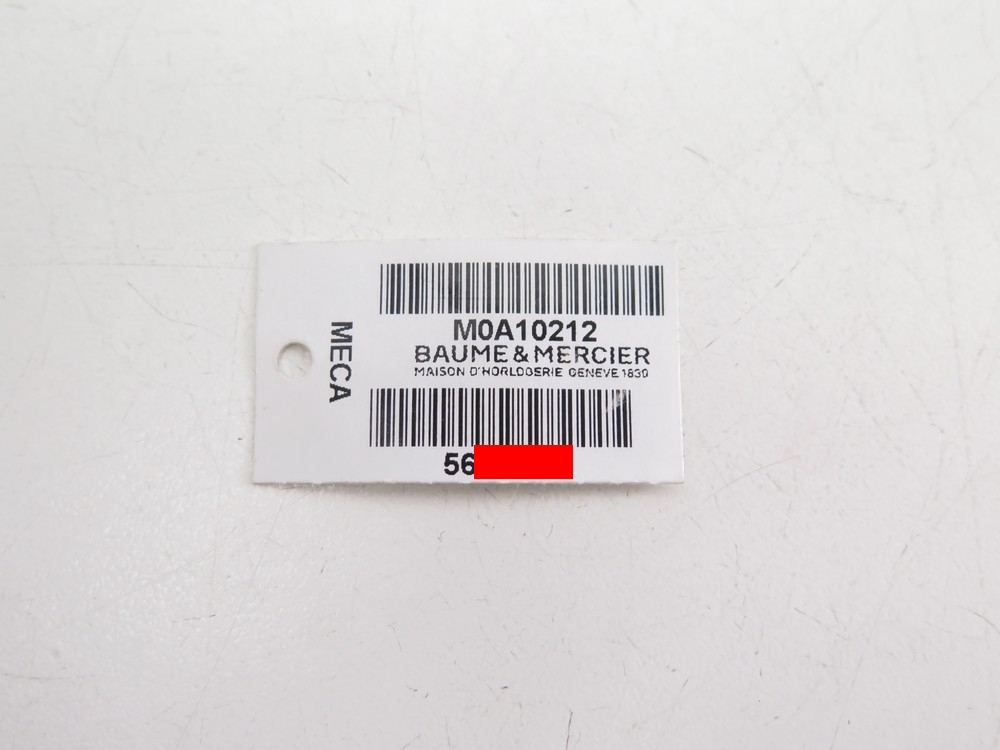 MECA
M0A10212
BAUME & MERCIER
MAISON D'HORLOGERIE GENEVE 1830
56